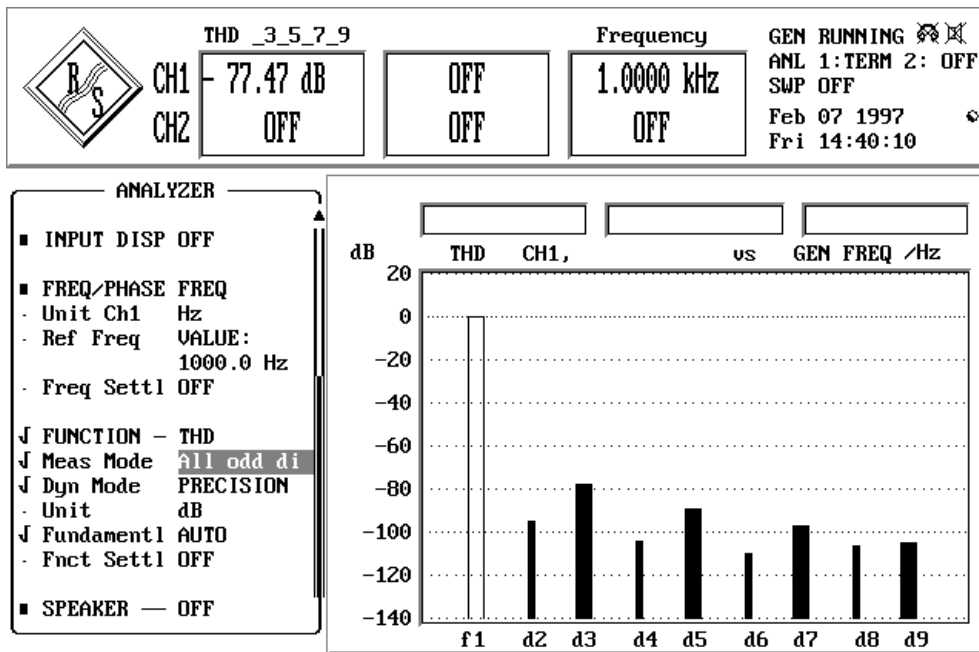 THD _3_5_7_9
Frequency
R S
CH1 - 77.47 dB OFF 1.0000 kHz
CH2 OFF OFF OFF
GEN RUNNING
ANL 1:TERM 2: OFF
SWP OFF
Feb 07 1997
Fri 14:40:10
ANALYZER
INPUT DISP OFF
FREQ/PHASE FREQ
Unit Ch1 Hz
Ref Freq VALUE:
1000.0 Hz
Freq Settl OFF
FUNCTION — THD
Meas Mode All odd di
Dyn Mode PRECISION
Unit dB
Fundamentl AUTO
Fnct Settl OFF
SPEAKER — OFF
dB THD CH1, vs GEN FREQ /Hz
20
0
-20
-40
-60
-80
-100
-120
-140
f1 d2 d3 d4 d5 d6 d7 d8 d9